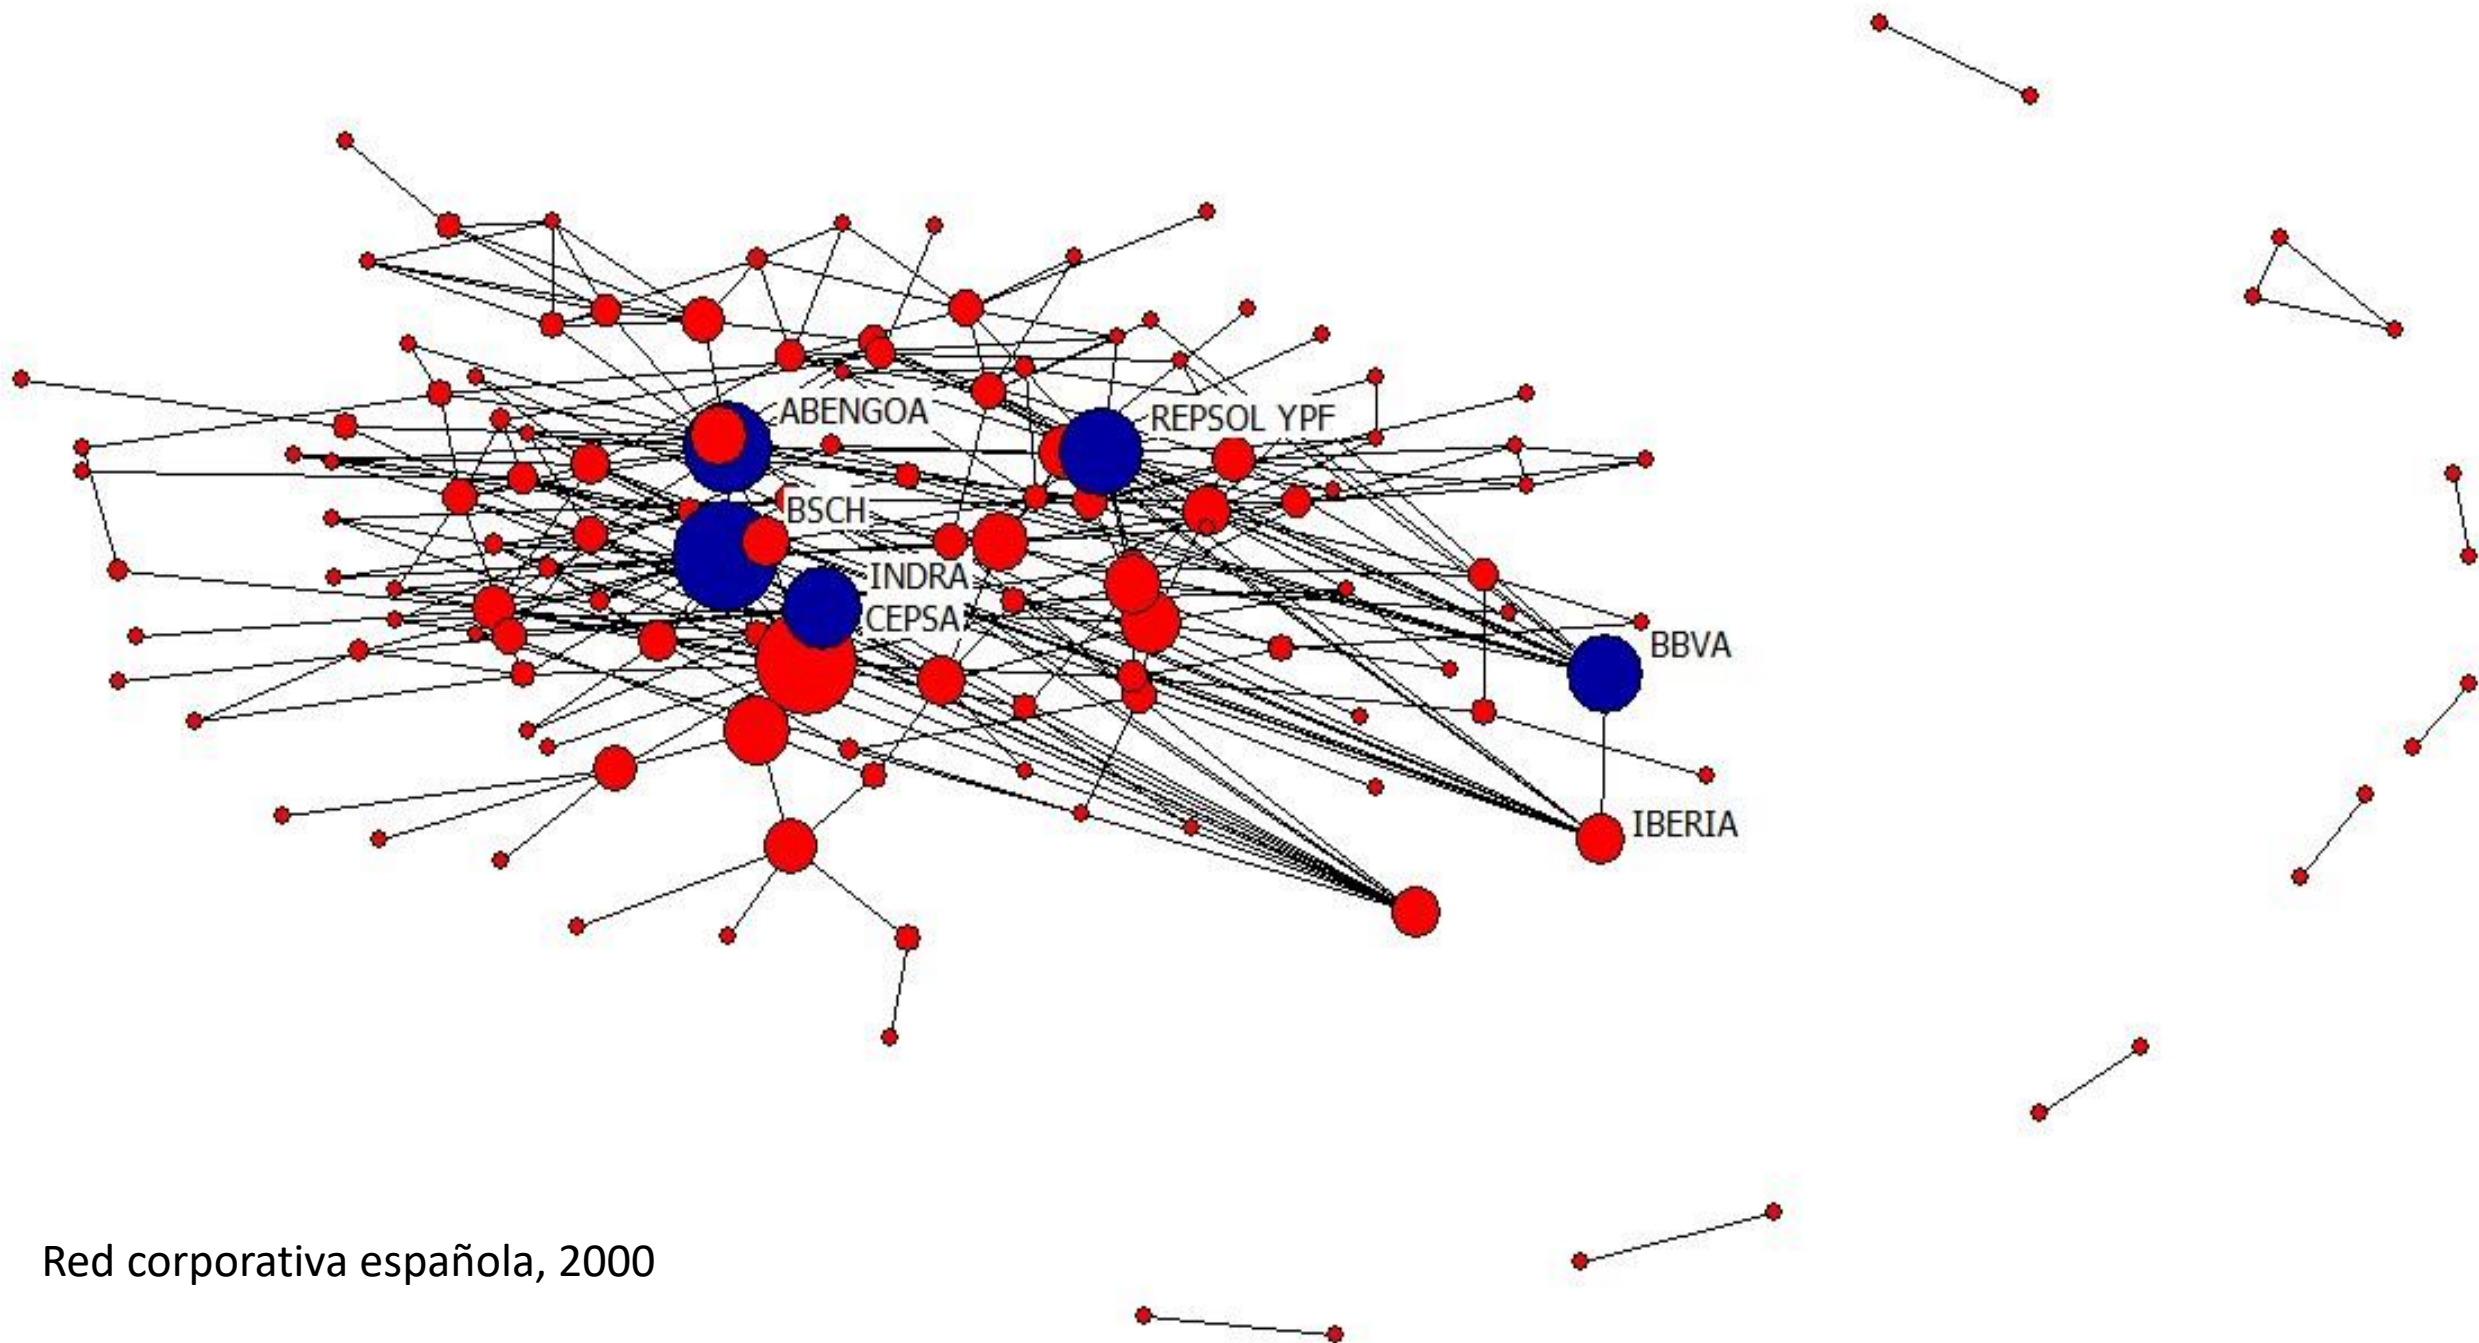 ABENGOA
REPSOL YPF
BSCH
INDRA
CEPSA
BBVA
IBERIA
Red corporativa española, 2000